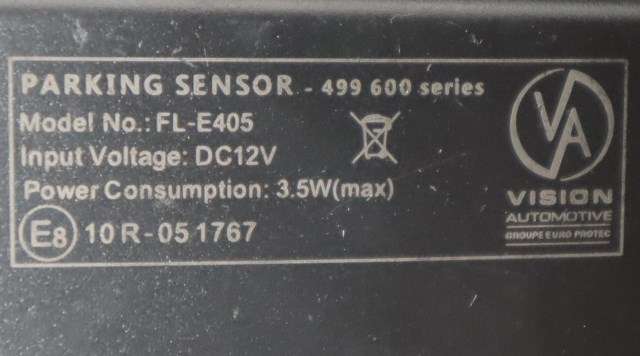 PARKING SENSOR - 499 600 series
Model No.: FL-E405
Input Voltage: DC12V
Power Consumption: 3.5W(max)
E8 10 R - 05 1767
VA
VISION
AUTOMOTIVE
GROUPE EURO PROTEC